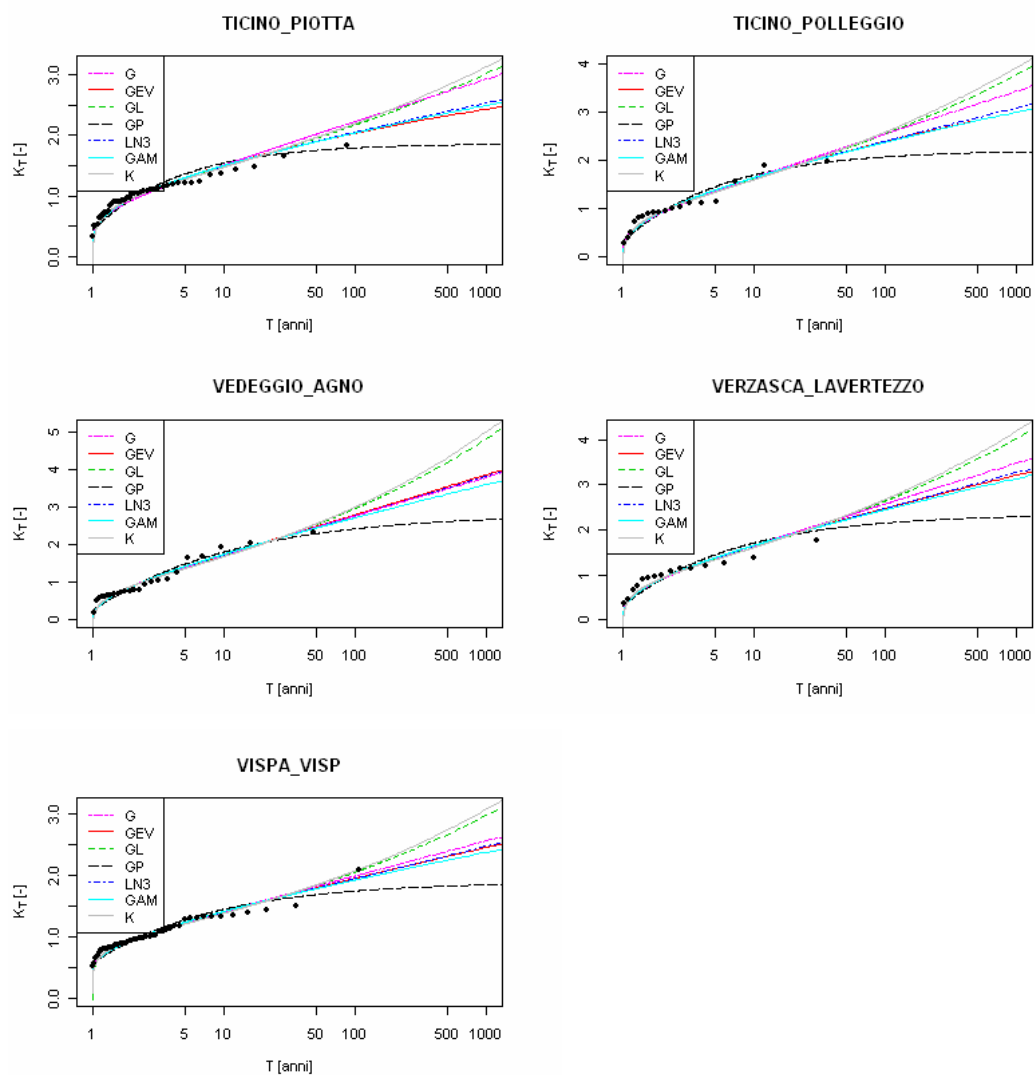 TICINO_PIOTTA
K_T [-]
0.0 1.0 2.0 3.0
G
GEV
GL
GP
LN3
GAM
K
1 5 10 50 100 500 1000
T [anni]
TICINO_POLLEGGIO
K_T [-]
0 1 2 3 4
G
GEV
GL
GP
LN3
GAM
K
1 5 10 50 100 500 1000
T [anni]
VEDEGGIO_AGNO
K_T [-]
0 1 2 3 4 5
G
GEV
GL
GP
LN3
GAM
K
1 5 10 50 100 500 1000
T [anni]
VERZASCA_LAVERTEZZO
K_T [-]
0 1 2 3 4
G
GEV
GL
GP
LN3
GAM
K
1 5 10 50 100 500 1000
T [anni]
VISPA_VISP
K_T [-]
0.0 1.0 2.0 3.0
G
GEV
GL
GP
LN3
GAM
K
1 5 10 50 100 500 1000
T [anni]